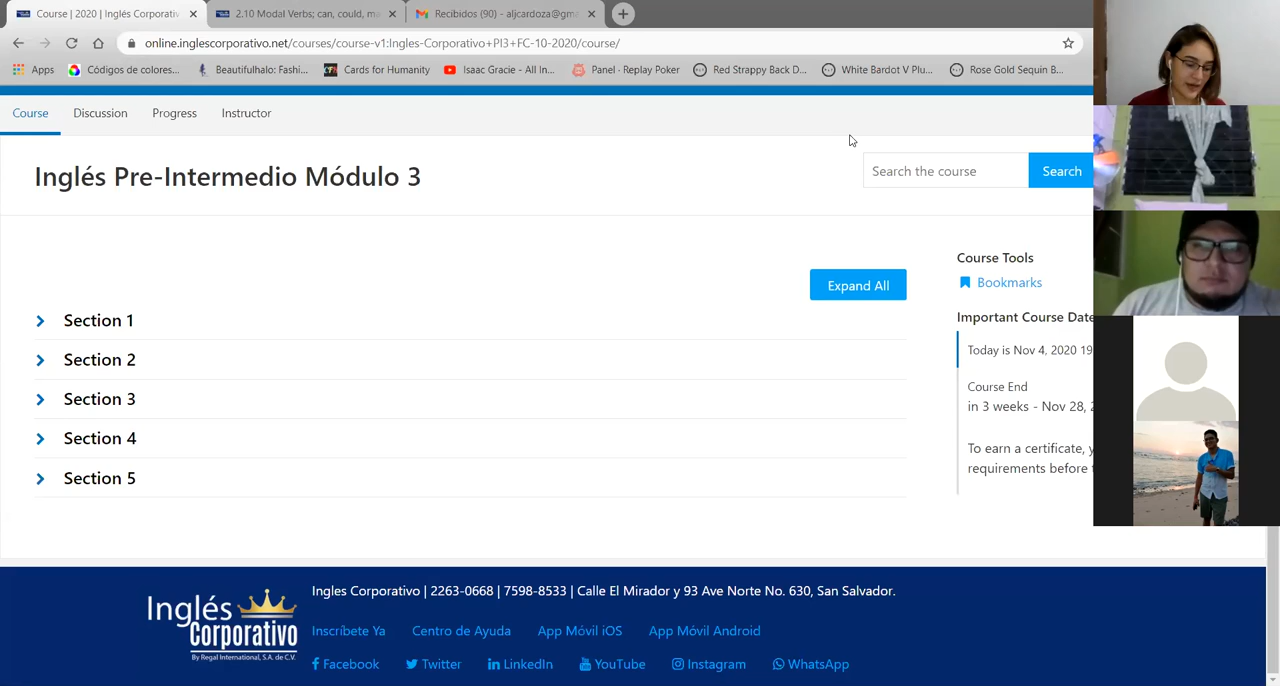 Course | 2020 | Inglés Corporativ
2.10 Modal Verbs; can, could, ma
Recibidos (90) - aljcardoza@gma
online.inglescorporativo.net/courses/course-v1:Ingles-Corporativo+PI3+FC-10-2020/course/
Apps
Códigos de colores...
Beautifulhalo: Fashi...
Cards for Humanity
Isaac Gracie - All In...
Panel · Replay Poker
Red Strappy Back D...
White Bardot V Plu...
Rose Gold Sequin B...
Course
Discussion
Progress
Instructor
Inglés Pre-Intermedio Módulo 3
Search the course
Search
Expand All
Section 1
Section 2
Section 3
Section 4
Section 5
Course Tools
Bookmarks
Important Course Date
Today is Nov 4, 2020 19
Course End
in 3 weeks - Nov 28, 2
To earn a certificate, y
requirements before
Inglés
Corporativo
By Regal International, S.A. de C.V.
Ingles Corporativo | 2263-0668 | 7598-8533 | Calle El Mirador y 93 Ave Norte No. 630, San Salvador.
Inscríbete Ya
Centro de Ayuda
App Móvil iOS
App Móvil Android
Facebook
Twitter
LinkedIn
YouTube
Instagram
WhatsApp